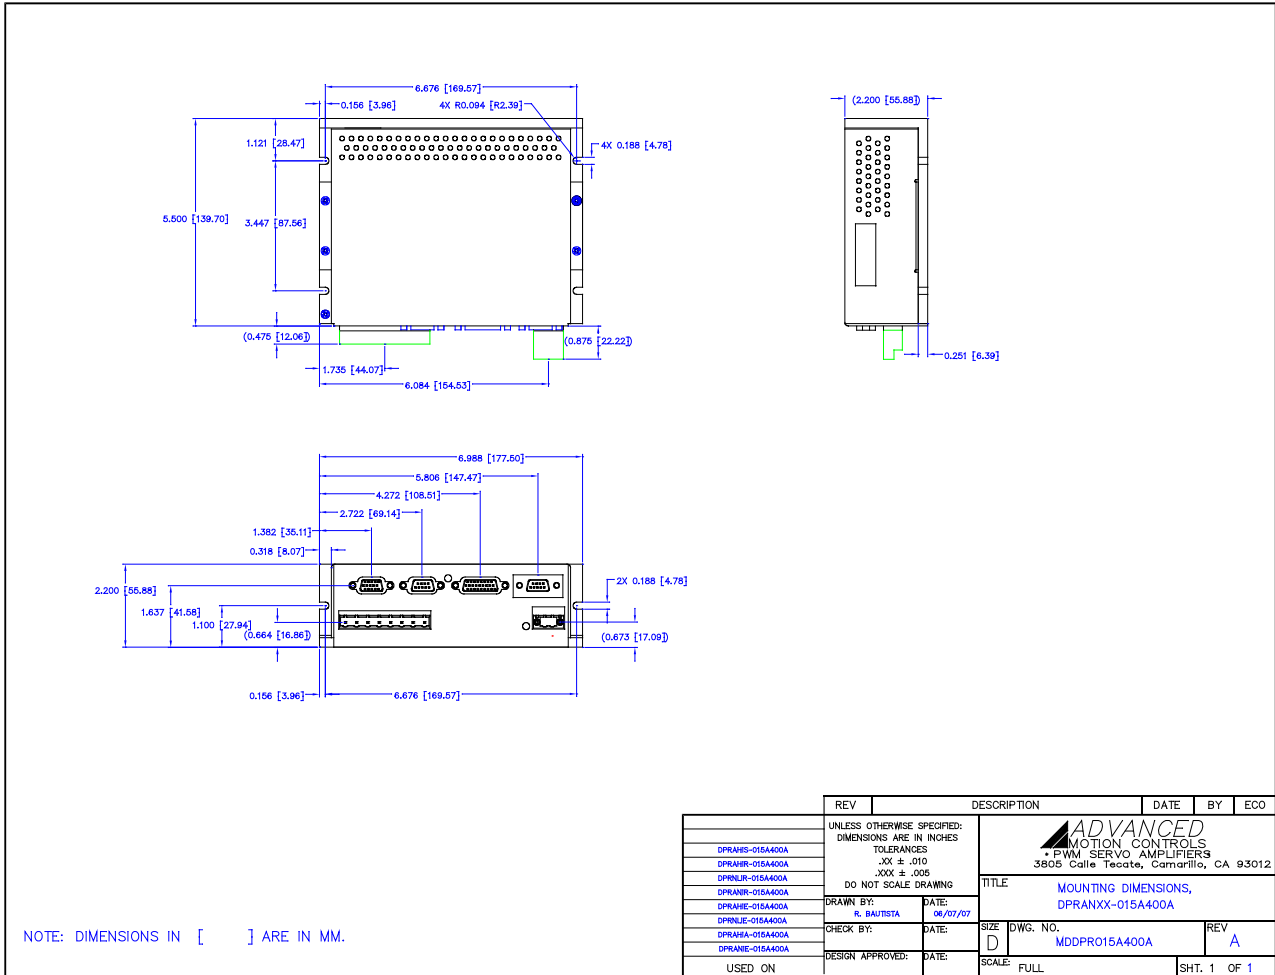 6.676 [169.57]
0.156 [3.96]
4X R0.094 [R2.39]
(2.200 [55.88])
1.121 [28.47]
4X 0.188 [4.78]
5.500 [139.70]
3.447 [87.56]
(0.475 [12.06])
(0.875 [22.22])
0.251 [6.39]
1.735 [44.07]
6.084 [154.53]
6.988 [177.50]
5.806 [147.47]
4.272 [108.51]
2.722 [69.14]
1.382 [35.11]
0.318 [8.07]
2.200 [55.88]
2X 0.188 [4.78]
1.637 [41.58]
1.100 [27.94]
(0.664 [16.86])
(0.673 [17.09])
0.156 [3.96]
6.676 [169.57]
NOTE: DIMENSIONS IN [ ] ARE IN MM.
REV DESCRIPTION DATE BY ECO
DPRAHIS-015A400A
DPRAHIR-015A400A
DPRNLIR-015A400A
DPRANIR-015A400A
DPRAHIE-015A400A
DPRNLIE-015A400A
DPRAHIA-015A400A
DPRANIE-015A400A
USED ON
UNLESS OTHERWISE SPECIFIED:
DIMENSIONS ARE IN INCHES
TOLERANCES
.XX ± .010
.XXX ± .005
DO NOT SCALE DRAWING
DRAWN BY: DATE:
R. BAUTISTA 06/07/07
CHECK BY: DATE:
DESIGN APPROVED: DATE:
ADVANCED
MOTION CONTROLS
• PWM SERVO AMPLIFIERS
3805 Calle Tecate, Camarillo, CA 93012
TITLE
MOUNTING DIMENSIONS,
DPRANXX-015A400A
SIZE DWG. NO. REV
D MDDPR015A400A A
SCALE: FULL SHT. 1 OF 1